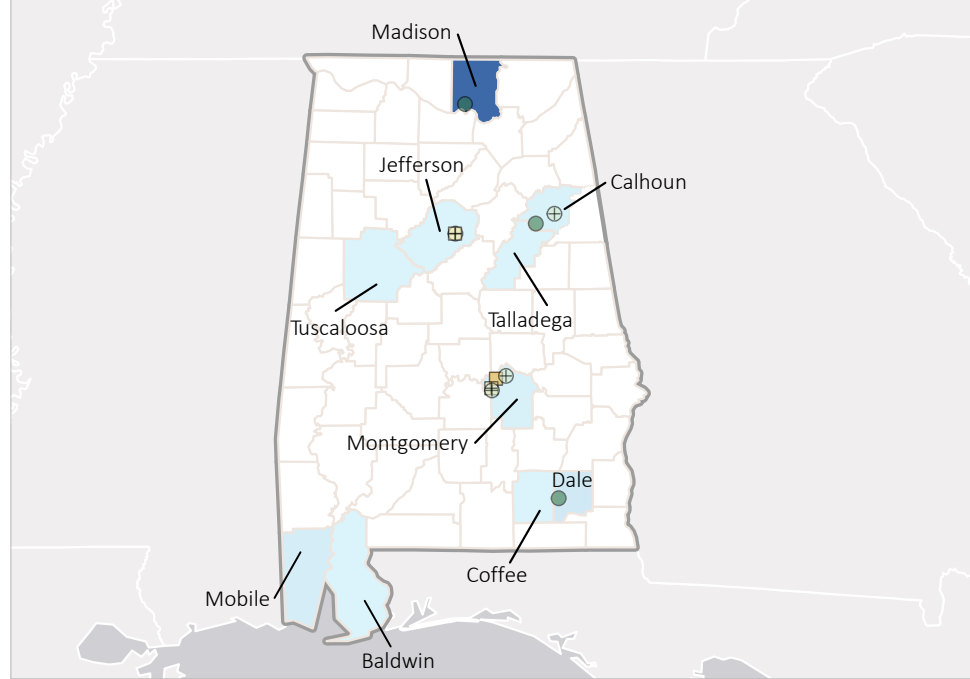 Madison
Jefferson
Calhoun
Tuscaloosa
Talladega
Montgomery
Dale
Coffee
Mobile
Baldwin